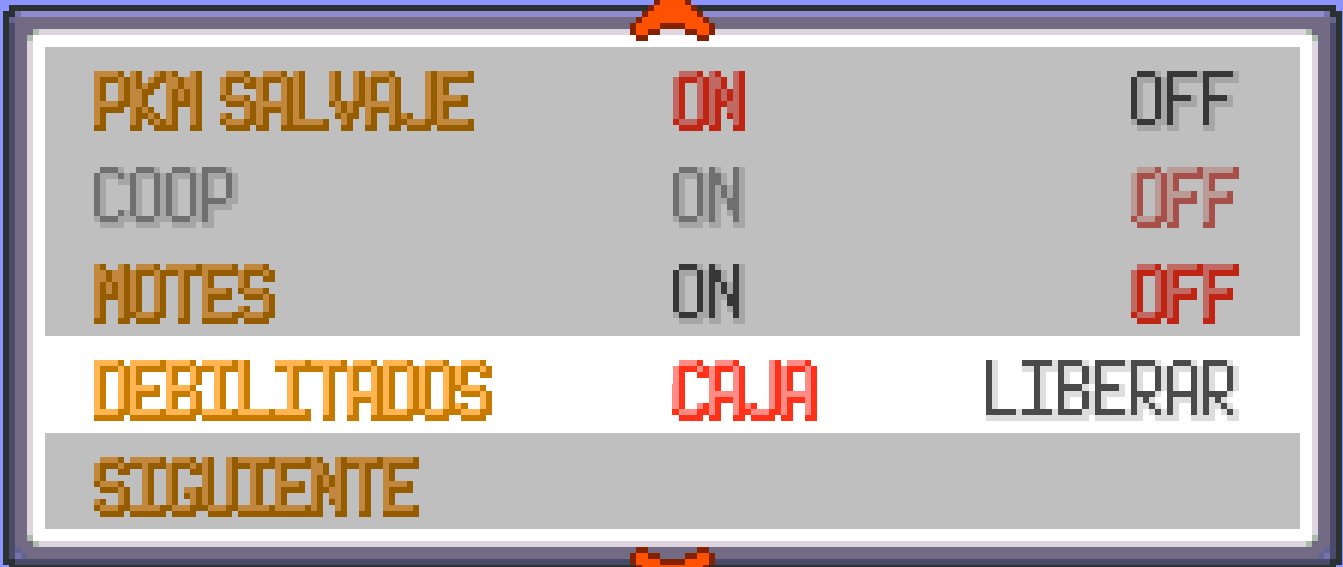 PKM SALVAJE ON OFF
COOP ON OFF
MOTES ON OFF
DEBILITADOS CAJA LIBERAR
SIGUIENTE